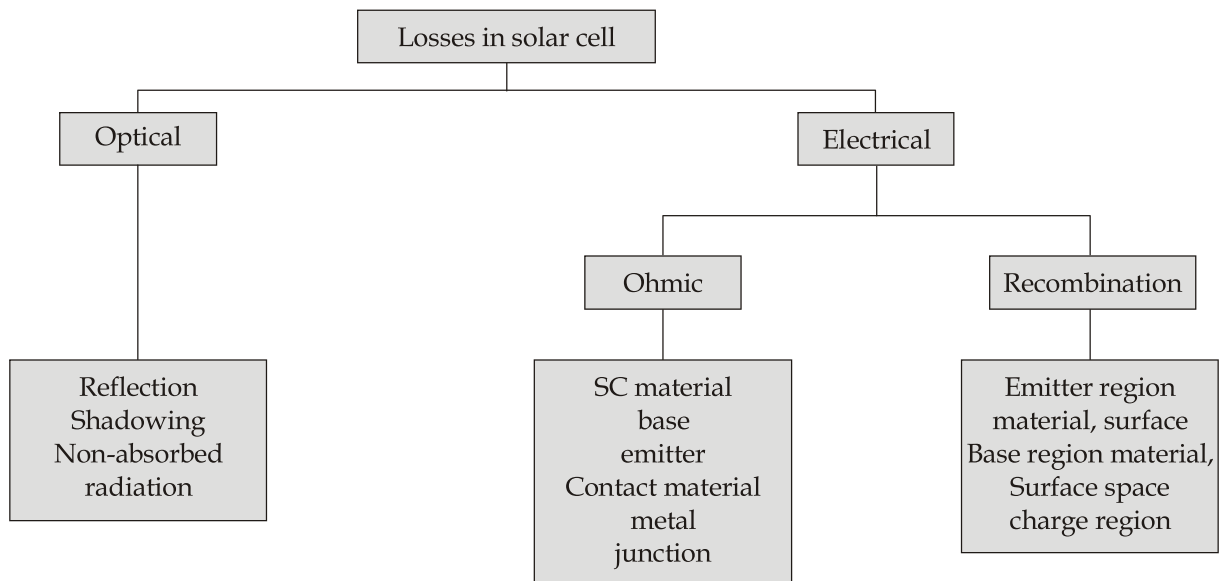 Losses in solar cell
Optical
Electrical
Ohmic
Recombination
Reflection
Shadowing
Non-absorbed
radiation
SC material
base
emitter
Contact material
metal
junction
Emitter region
material, surface
Base region material,
Surface space
charge region